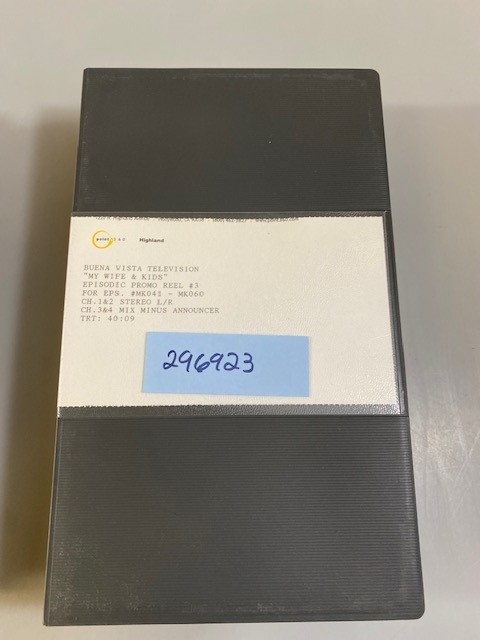 Highland
BUENA VISTA TELEVISION
"MY WIFE & KIDS"
EPISODIC PROMO REEL #3
FOR EPS. #MK041 - MK060
CH.1&2 STEREO L/R
CH.3&4 MIX MINUS ANNOUNCER
TRT: 40:09
296923